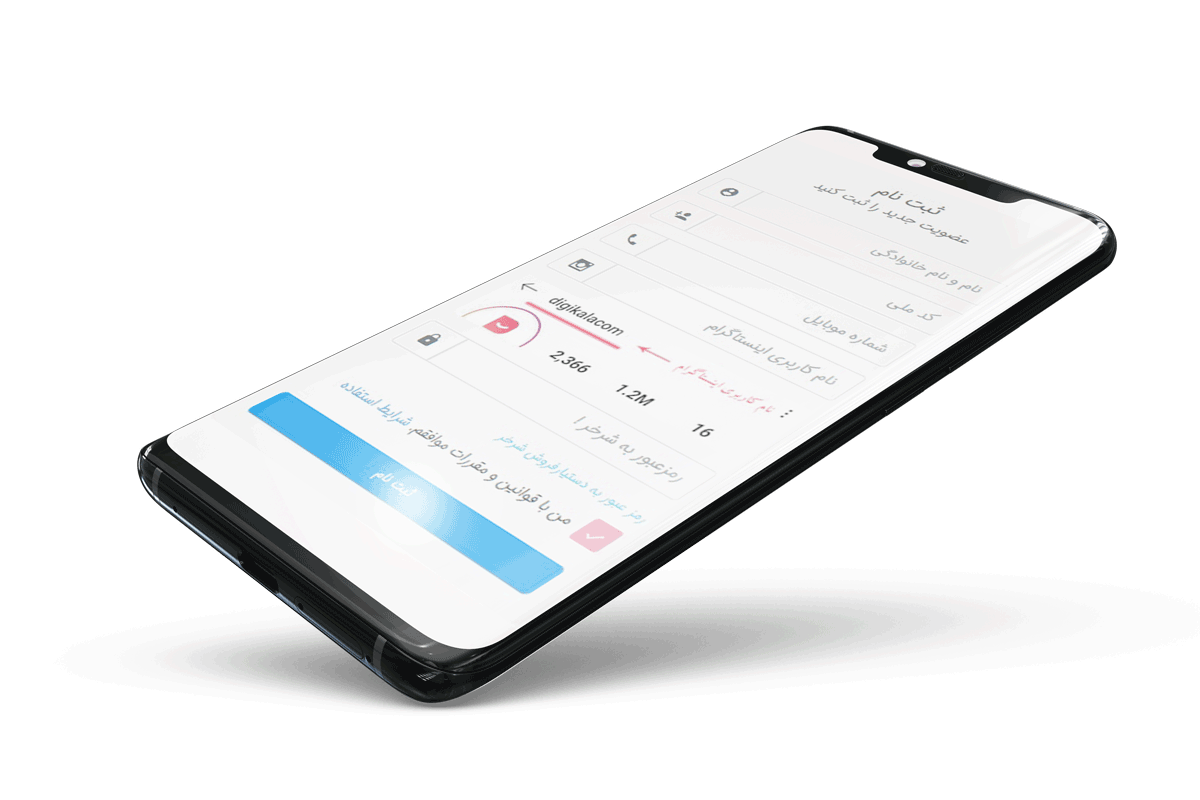 ثبت نام
عضویت جدید را ثبت کنید
نام و نام خانوادگی
کد ملی
شماره موبایل
نام کاربری اینستاگرام
digikalacom
نام کاربری اینستاگرام
2,366 1.2M 16
رمزعبور به شرخر !
رمز عبور به دستیارفروش شرخر
من با قوانین و مقررات موافقم. شرایط استفاده
ثبت نام